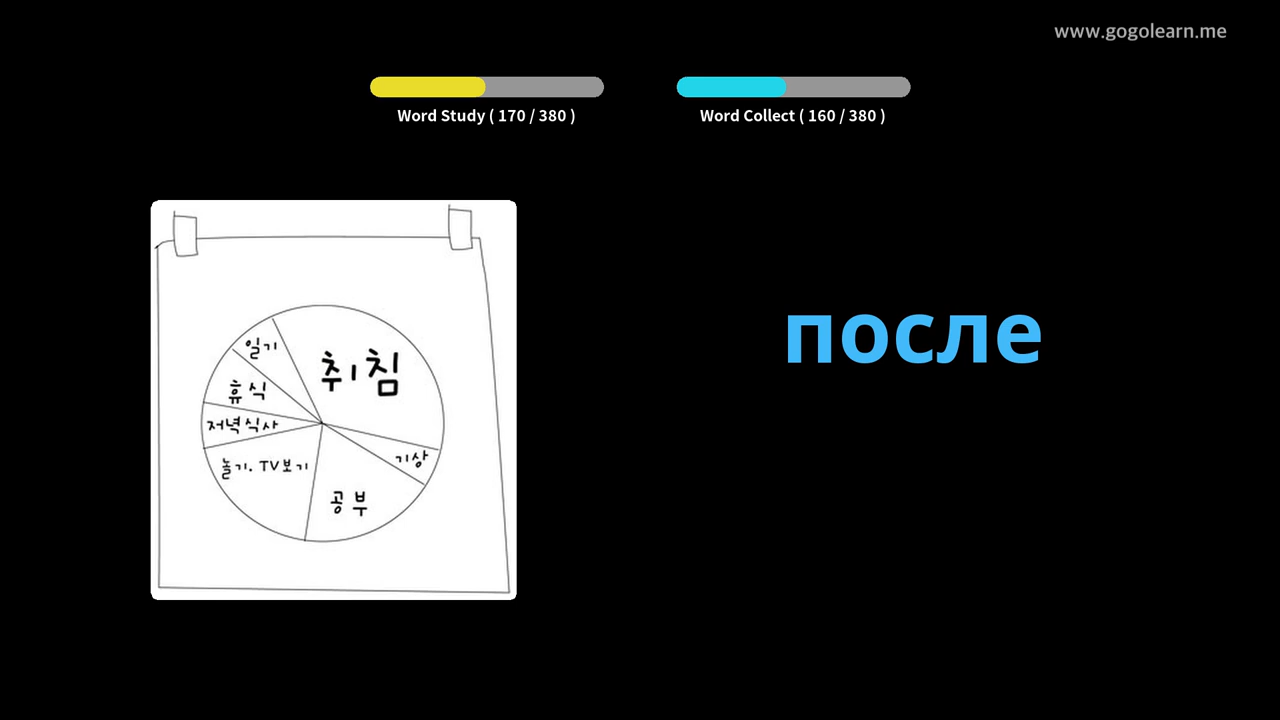 www.gogolearn.me
Word Study ( 170 / 380 )
Word Collect ( 160 / 380 )
일기
취침
휴식
저녁식사
놀기. TV보기
기상
공부
после